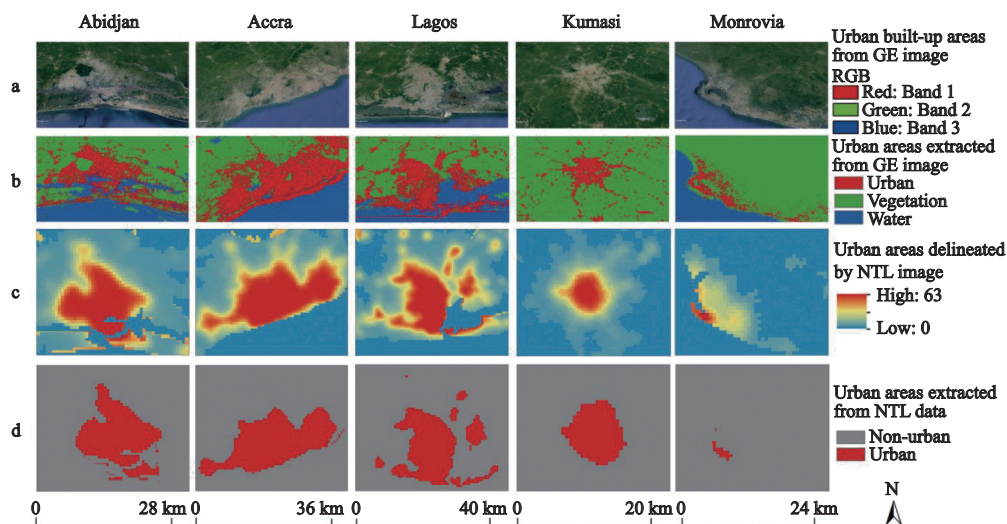 Abidjan
Accra
Lagos
Kumasi
Monrovia
a
Urban built-up areas
from GE image
RGB
Red: Band 1
Green: Band 2
Blue: Band 3
b
Urban areas extracted
from GE image
Urban
Vegetation
Water
c
Urban areas delineated
by NTL image
High: 63
Low: 0
d
Urban areas extracted
from NTL data
Non-urban
Urban
0 28 km
0 36 km
0 40 km
0 20 km
0 24 km
N